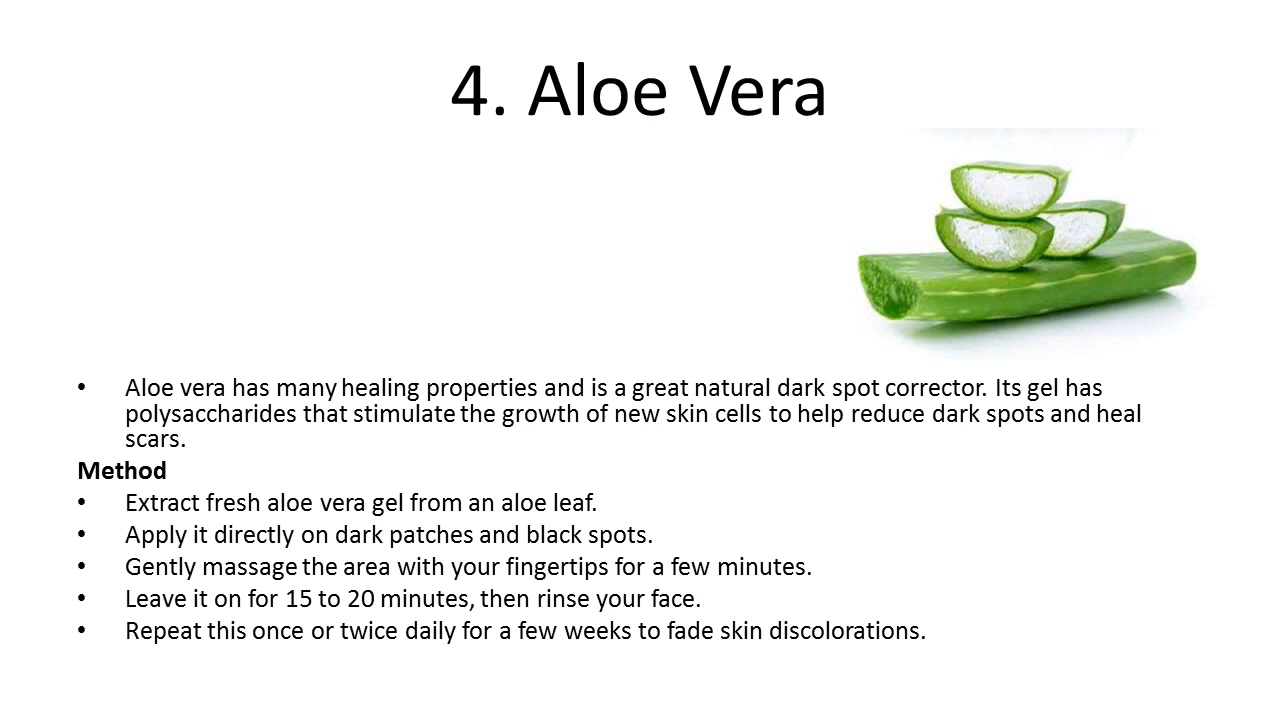 4. Aloe Vera
• Aloe vera has many healing properties and is a great natural dark spot corrector. Its gel has
polysaccharides that stimulate the growth of new skin cells to help reduce dark spots and heal
scars.
Method
• Extract fresh aloe vera gel from an aloe leaf.
• Apply it directly on dark patches and black spots.
• Gently massage the area with your fingertips for a few minutes.
• Leave it on for 15 to 20 minutes, then rinse your face.
• Repeat this once or twice daily for a few weeks to fade skin discolorations.